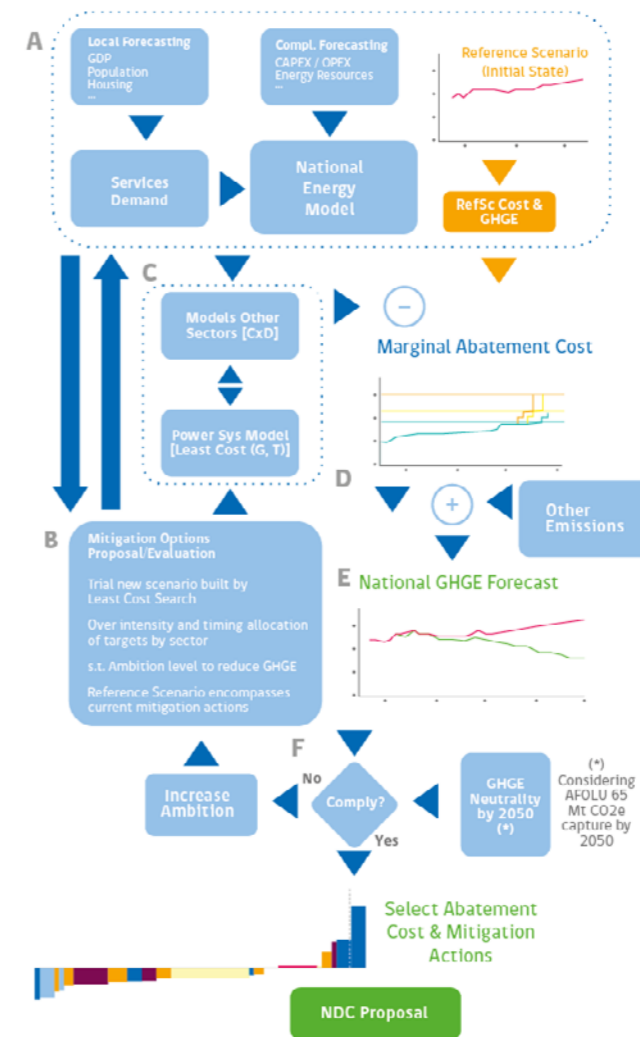 A
Local Forecasting
GDP
Population
Housing
...
Compl. Forecasting
CAPEX / OPEX
Energy Resources
...
Reference Scenario
(Initial State)
Services
Demand
National
Energy
Model
RefSc Cost &
GHGE
C
Models Other
Sectors [CxD]
−
Marginal Abatement Cost
Power Sys Model
[Least Cost (G, T)]
D
+
Other
Emissions
B
Mitigation Options
Proposal/Evaluation
Trial new scenario built by
Least Cost Search
Over intensity and timing allocation
of targets by sector
s.t. Ambition level to reduce GHGE
Reference Scenario encompasses
current mitigation actions
E
National GHGE Forecast
F
No
Increase
Ambition
Comply?
Yes
GHGE
Neutrality
by 2050
(*)
(*)
Considering
AFOLU 65
Mt CO2e
capture by
2050
Select Abatement
Cost & Mitigation
Actions
NDC Proposal